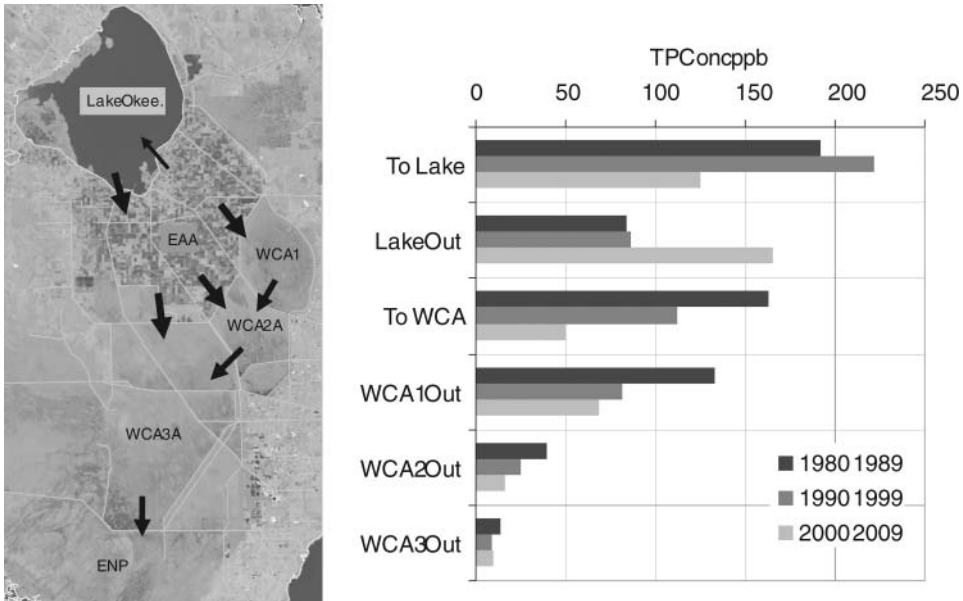 LakeOkee.
EAA
WCA1
WCA2A
WCA3A
ENP
TPConcppb
0 50 100 150 200 250
To Lake
LakeOut
To WCA
WCA1Out
WCA2Out
WCA3Out
1980 1989
1990 1999
2000 2009